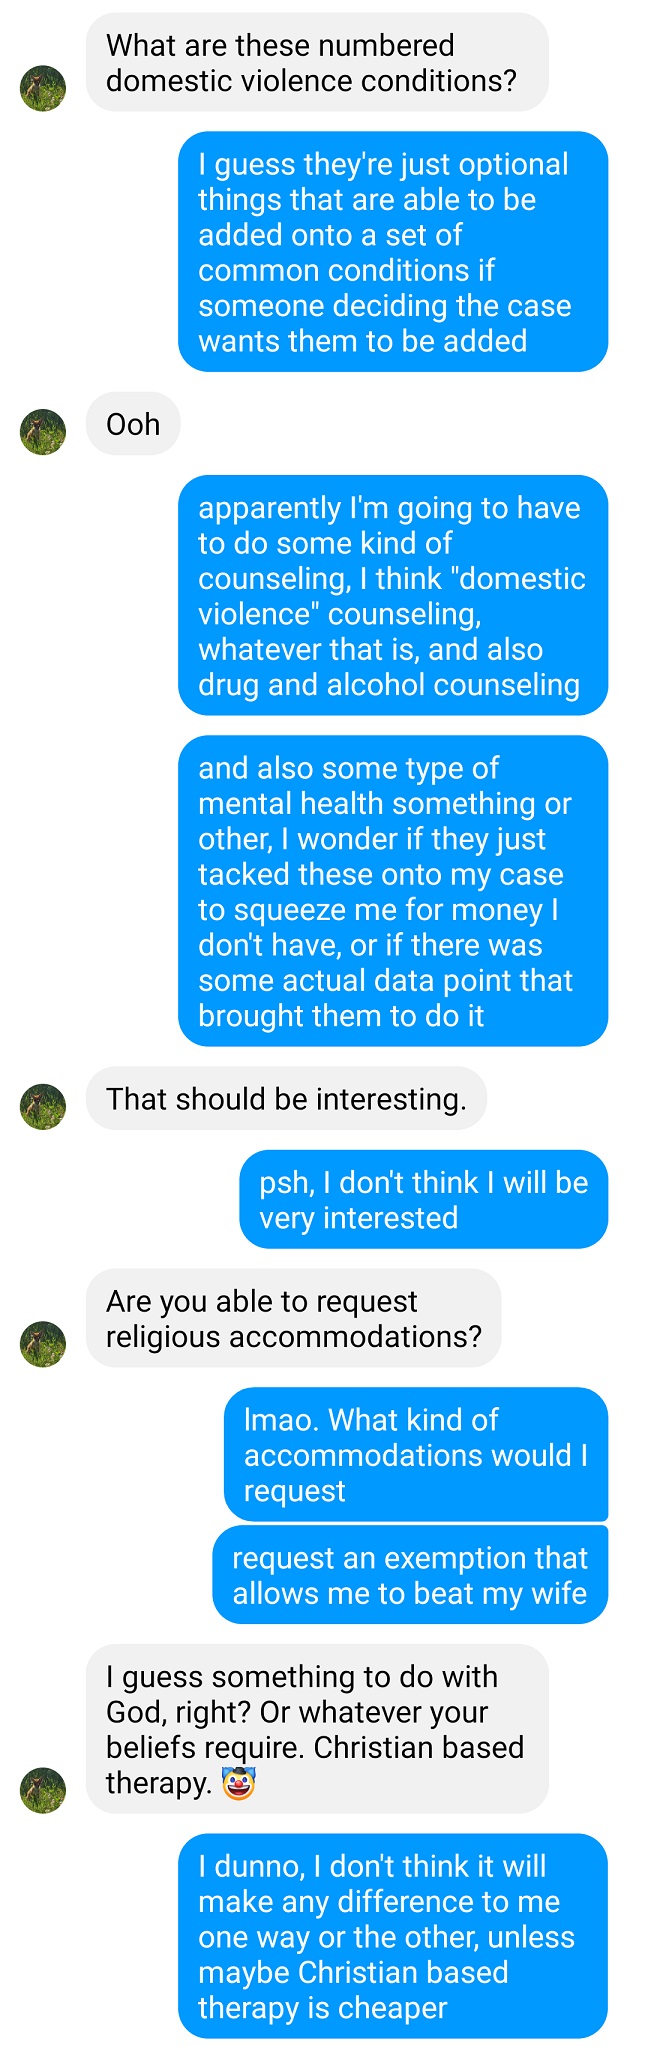 What are these numbered
domestic violence conditions?
I guess they're just optional
things that are able to be
added onto a set of
common conditions if
someone deciding the case
wants them to be added
Ooh
apparently I'm going to have
to do some kind of
counseling, I think "domestic
violence" counseling,
whatever that is, and also
drug and alcohol counseling
and also some type of
mental health something or
other, I wonder if they just
tacked these onto my case
to squeeze me for money I
don't have, or if there was
some actual data point that
brought them to do it
That should be interesting.
psh, I don't think I will be
very interested
Are you able to request
religious accommodations?
lmao. What kind of
accommodations would I
request
request an exemption that
allows me to beat my wife
I guess something to do with
God, right? Or whatever your
beliefs require. Christian based
therapy. 🤡
I dunno, I don't think it will
make any difference to me
one way or the other, unless
maybe Christian based
therapy is cheaper